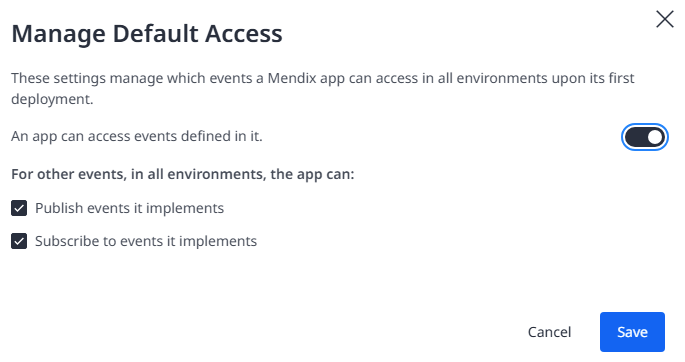 Manage Default Access
These settings manage which events a Mendix app can access in all environments upon its first
deployment.
An app can access events defined in it.
For other events, in all environments, the app can:
Publish events it implements
Subscribe to events it implements
Cancel
Save